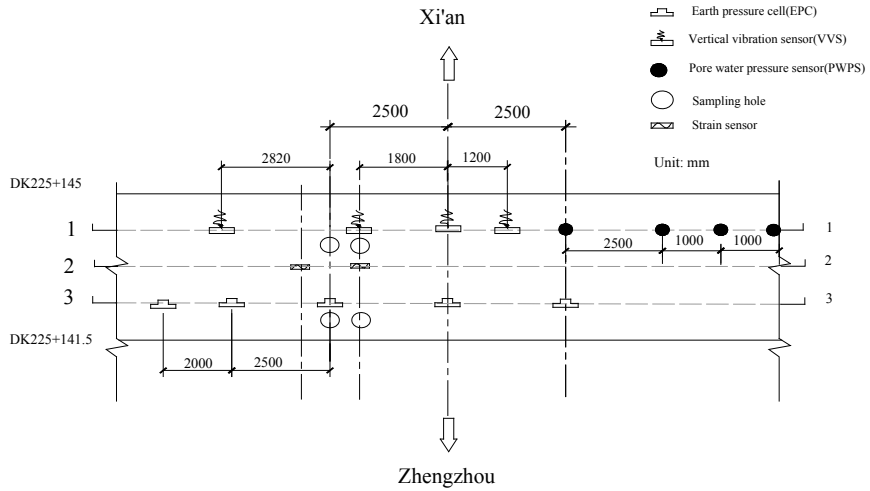 Xi'an
Earth pressure cell(EPC)
Vertical vibration sensor(VVS)
Pore water pressure sensor(PWPS)
Sampling hole
Strain sensor
Unit: mm
2500 2500
2820 1800 1200
DK225+145
1 1
2500 1000 1000
2 2
3 3
DK225+141.5
2000 2500
Zhengzhou